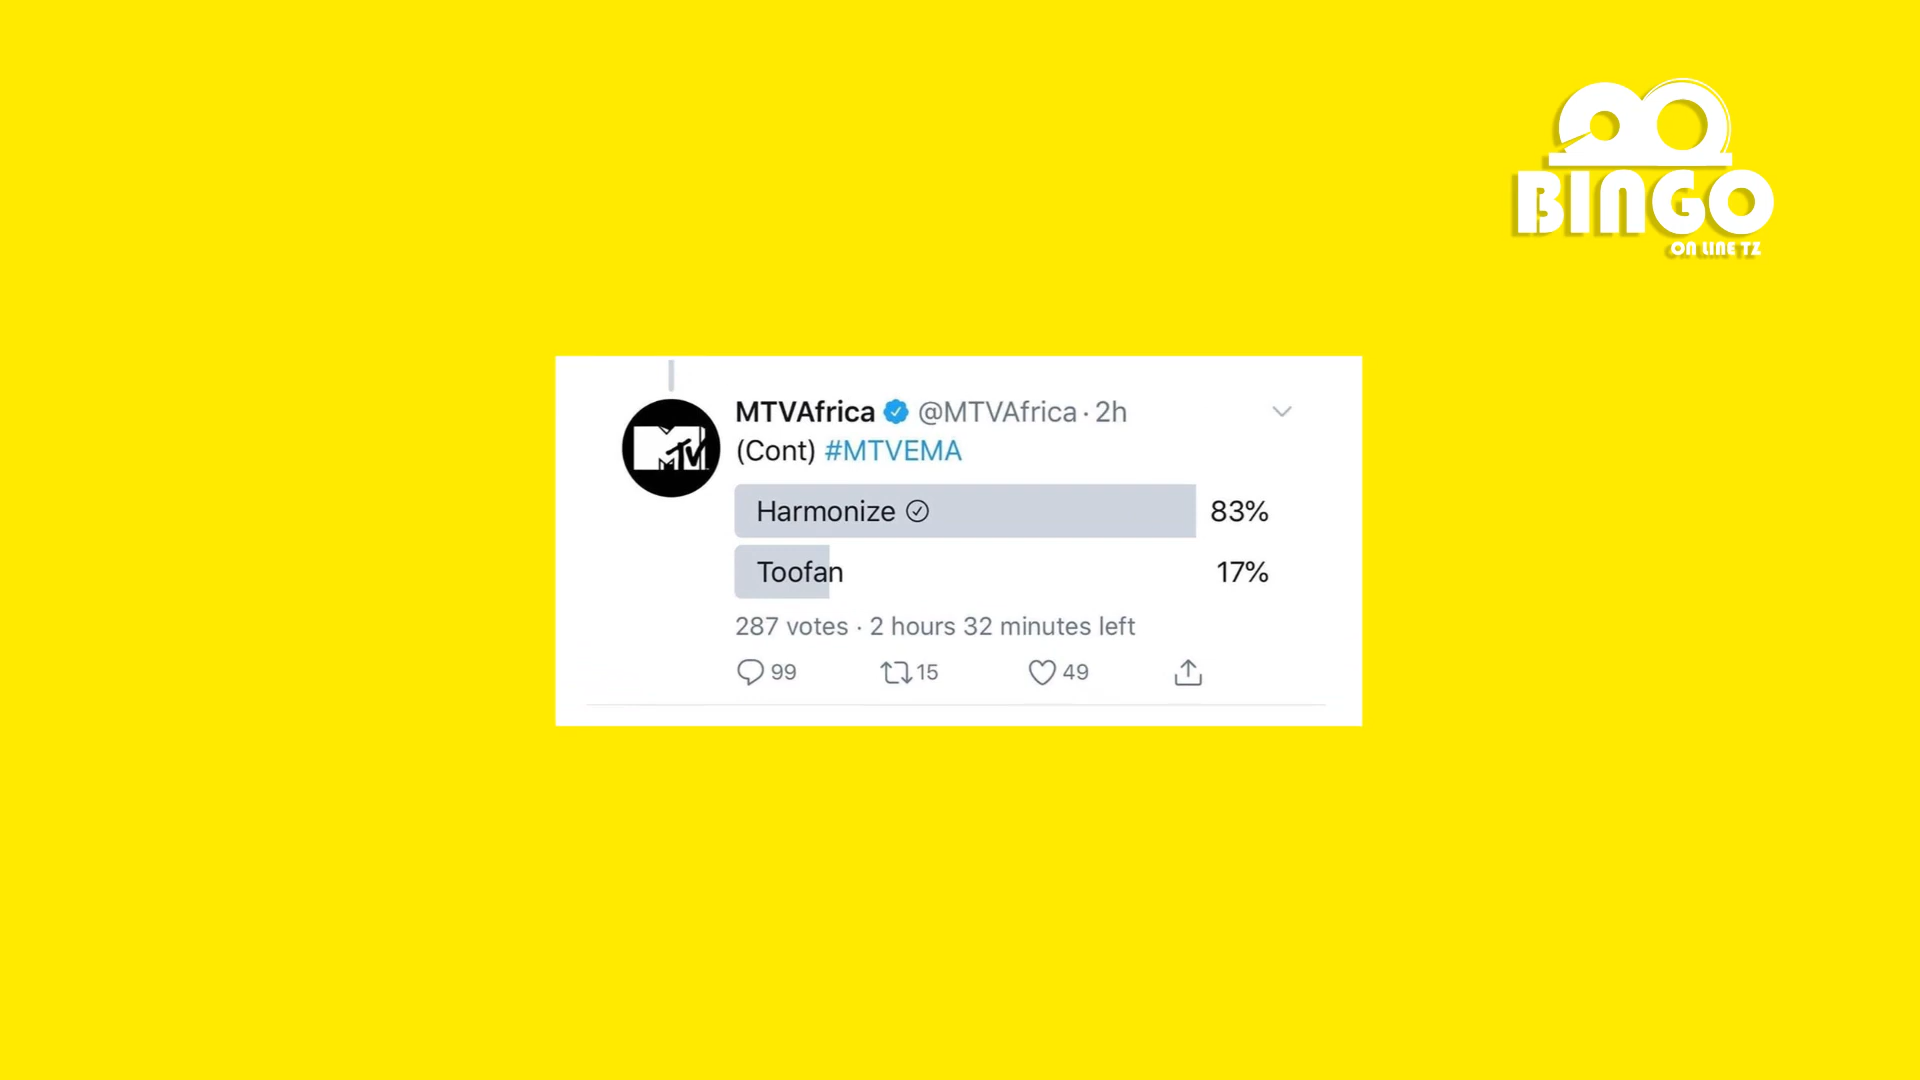 BINGO
ON LINE TZ
MTVAfrica @MTVAfrica · 2h
(Cont) #MTVEMA
MTV
Harmonize 83%
Toofan 17%
287 votes · 2 hours 32 minutes left
99 15 49